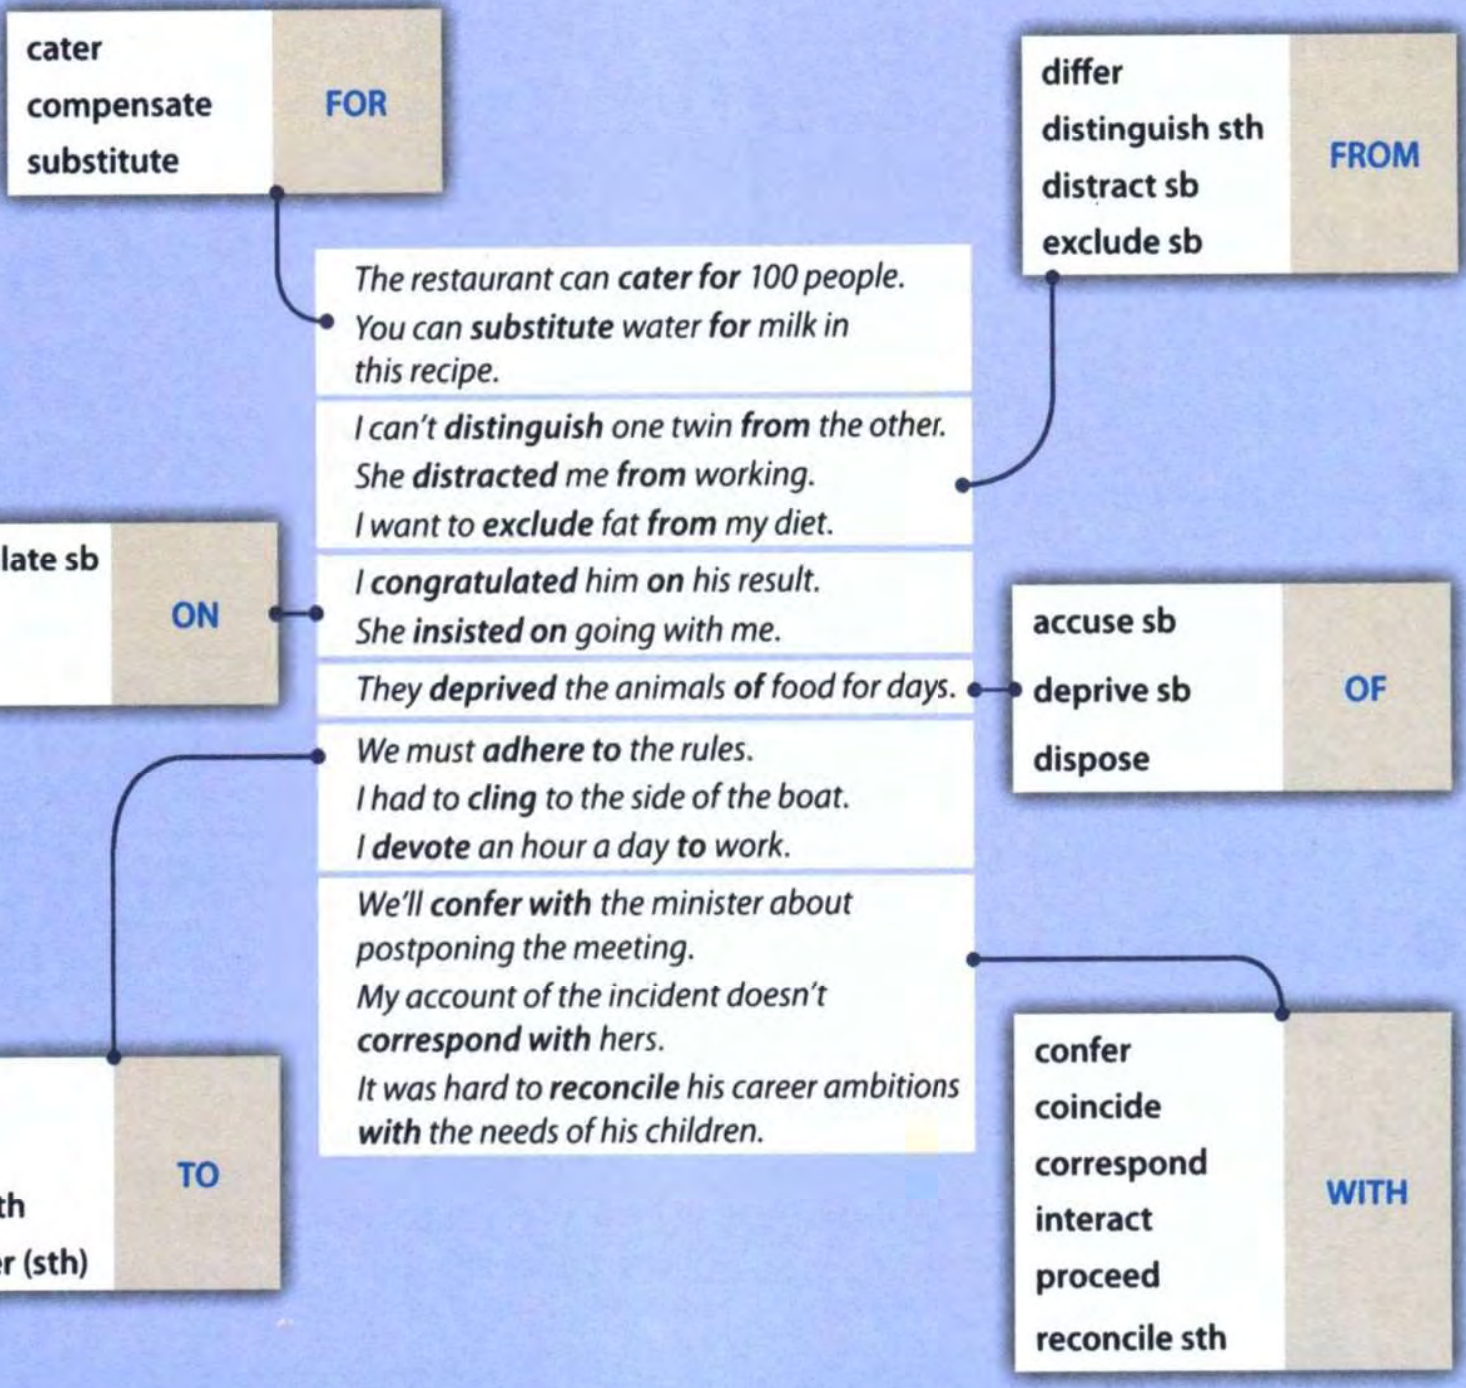 cater
compensate
substitute
FOR
differ
distinguish sth
distract sb
exclude sb
FROM
The restaurant can cater for 100 people.
You can substitute water for milk in
this recipe.
I can't distinguish one twin from the other.
She distracted me from working.
I want to exclude fat from my diet.
late sb
ON
I congratulated him on his result.
She insisted on going with me.
They deprived the animals of food for days.
accuse sb
deprive sb
dispose
OF
We must adhere to the rules.
I had to cling to the side of the boat.
I devote an hour a day to work.
We'll confer with the minister about
postponing the meeting.
My account of the incident doesn't
correspond with hers.
It was hard to reconcile his career ambitions
with the needs of his children.
th
er (sth)
TO
confer
coincide
correspond
interact
proceed
reconcile sth
WITH